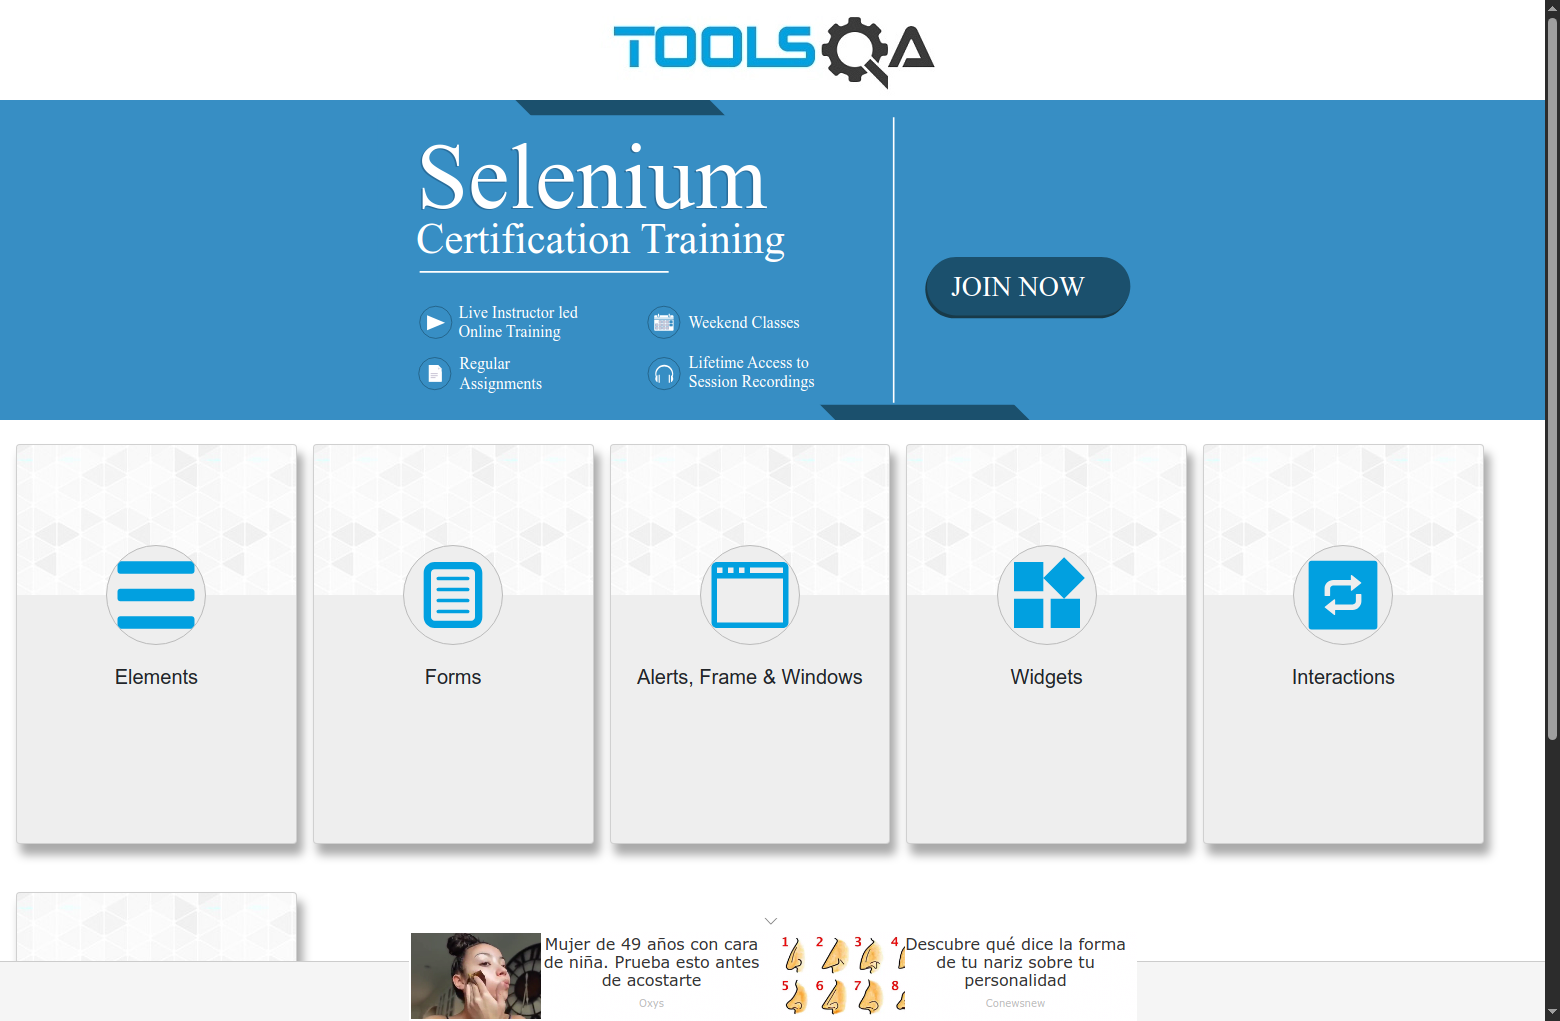 TOOLSQA
Selenium
Certification Training
JOIN NOW
Live Instructor led
Online Training
Weekend Classes
Regular
Assignments
Lifetime Access to
Session Recordings
Elements
Forms
Alerts, Frame & Windows
Widgets
Interactions
Mujer de 49 años con cara
de niña. Prueba esto antes
de acostarte
Oxys
1 2 3 4
5 6 7 8
Descubre qué dice la forma
de tu nariz sobre tu
personalidad
Conewsnew